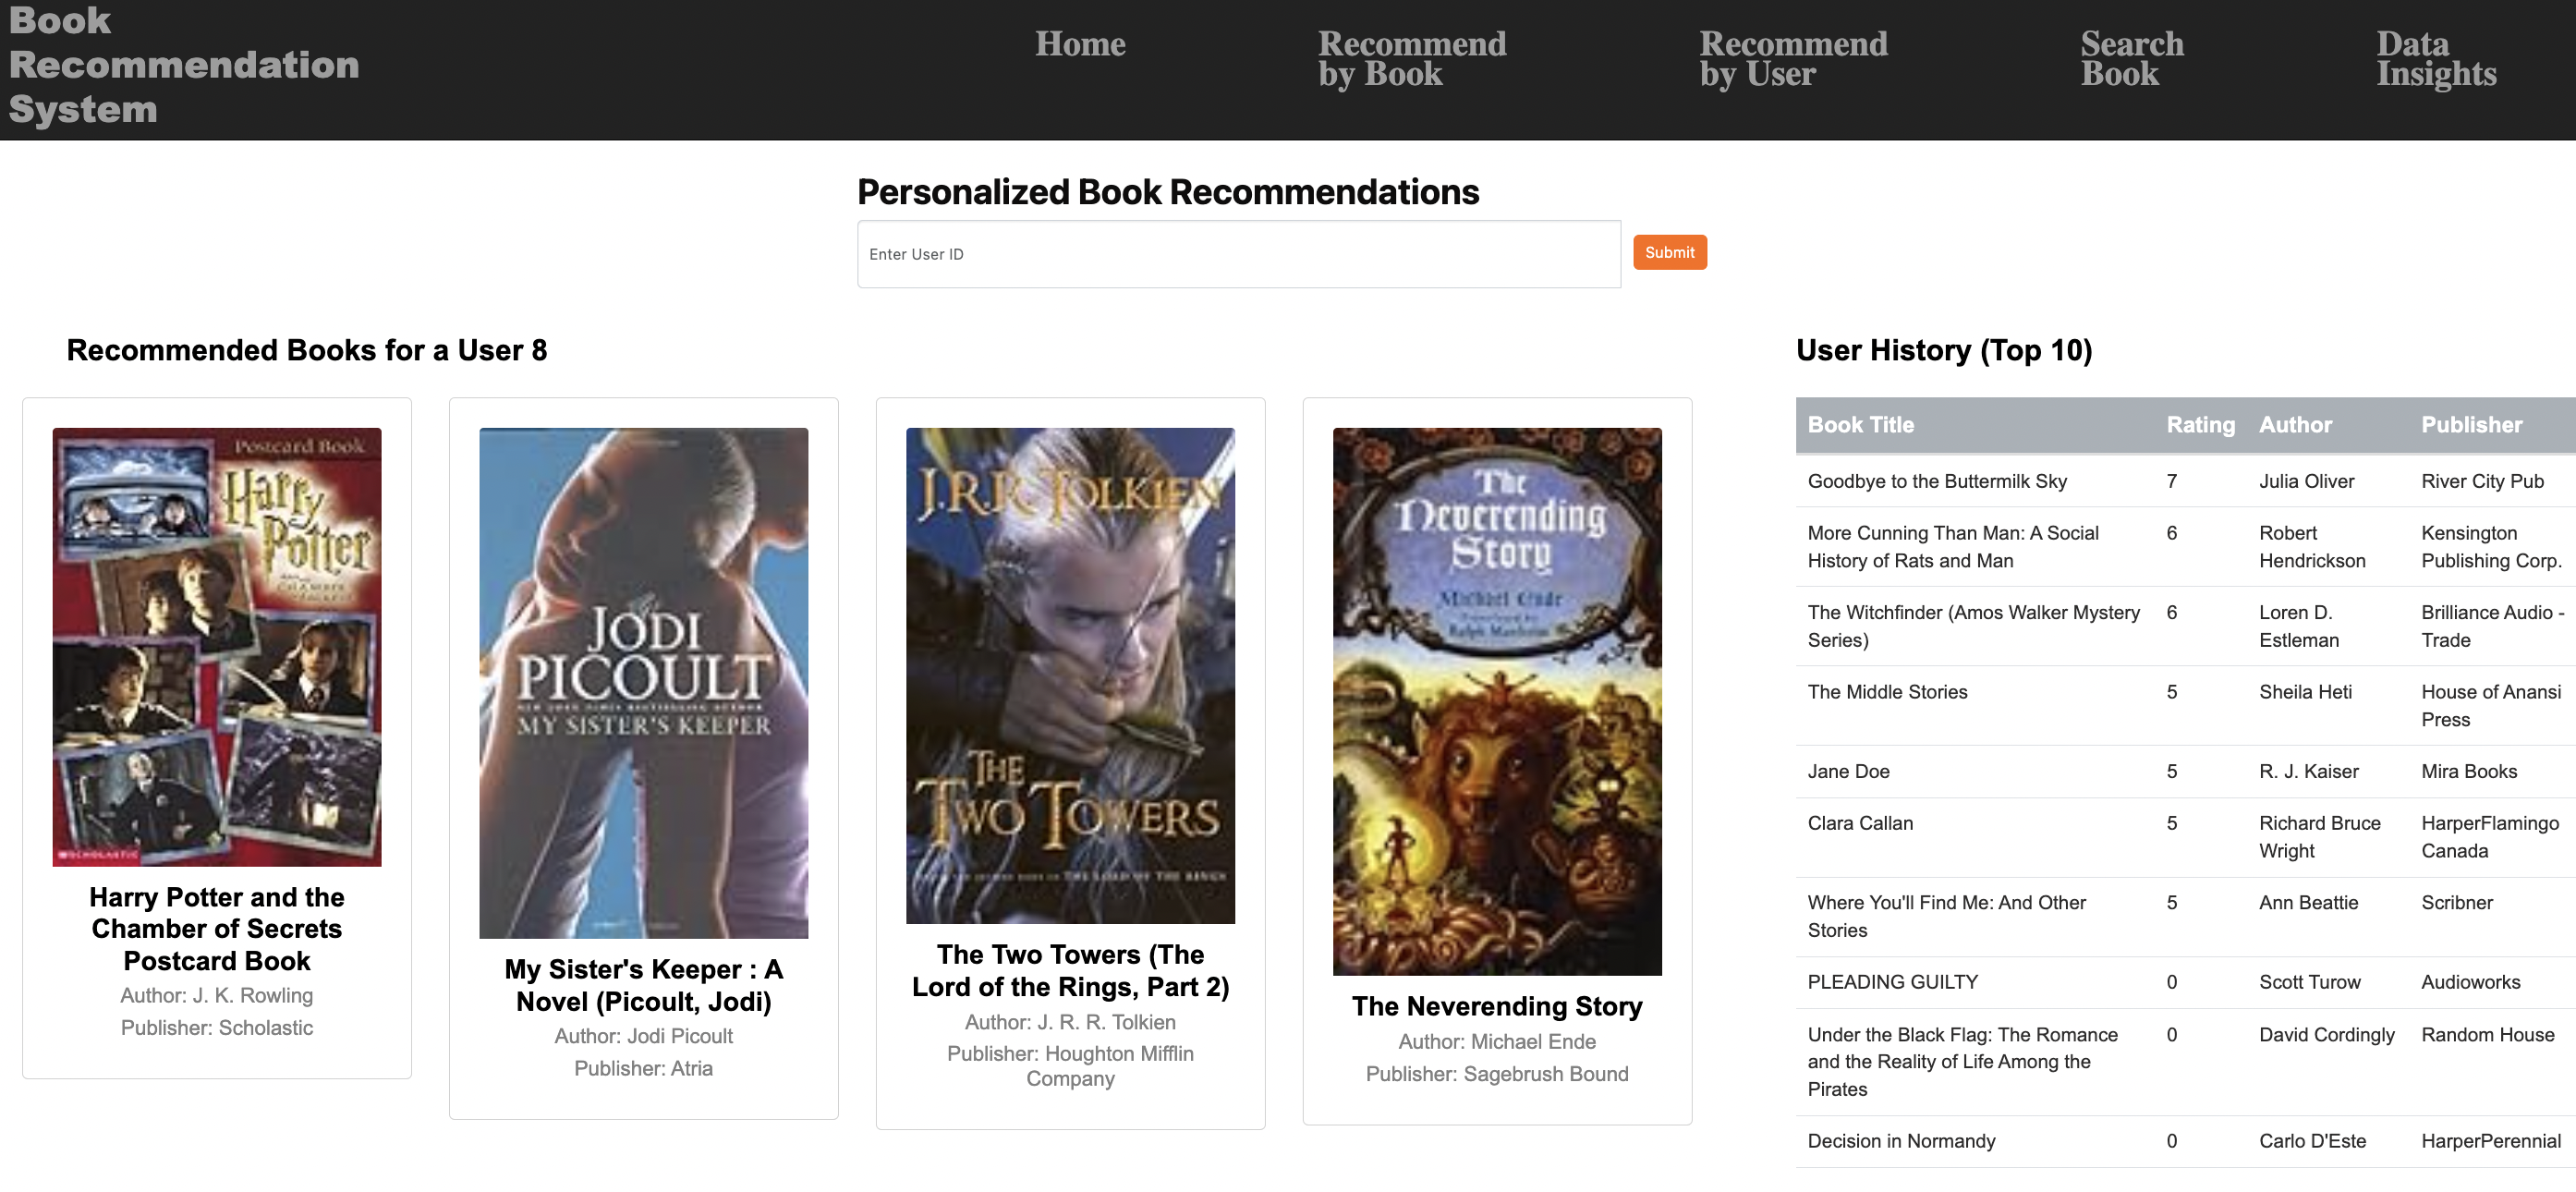 Book
Recommendation
System
Home
Recommend
by Book
Recommend
by User
Search
Book
Data
Insights
Personalized Book Recommendations
Enter User ID
Submit
Recommended Books for a User 8
Postcard Book
Harry
Potter
CHAMBER
SCHOLASTIC
Harry Potter and the
Chamber of Secrets
Postcard Book
Author: J. K. Rowling
Publisher: Scholastic
JODI
PICOULT
NEW YORK TIMES BESTSELLING AUTHOR
MY SISTER'S KEEPER
My Sister's Keeper : A
Novel (Picoult, Jodi)
Author: Jodi Picoult
Publisher: Atria
J.R.R. TOLKIEN
THE
TWO TOWERS
THE LORD OF THE RINGS
The Two Towers (The
Lord of the Rings, Part 2)
Author: J. R. R. Tolkien
Publisher: Houghton Mifflin
Company
The
Neverending
Story
Michael Ende
Ralph Manheim
The Neverending Story
Author: Michael Ende
Publisher: Sagebrush Bound
User History (Top 10)
Book Title Rating Author Publisher
Goodbye to the Buttermilk Sky 7 Julia Oliver River City Pub
More Cunning Than Man: A Social 6 Robert Kensington
History of Rats and Man Hendrickson Publishing Corp.
The Witchfinder (Amos Walker Mystery 6 Loren D. Brilliance Audio -
Series) Estleman Trade
The Middle Stories 5 Sheila Heti House of Anansi
Press
Jane Doe 5 R. J. Kaiser Mira Books
Clara Callan 5 Richard Bruce HarperFlamingo
Wright Canada
Where You'll Find Me: And Other 5 Ann Beattie Scribner
Stories
PLEADING GUILTY 0 Scott Turow Audioworks
Under the Black Flag: The Romance 0 David Cordingly Random House
and the Reality of Life Among the
Pirates
Decision in Normandy 0 Carlo D'Este HarperPerennial